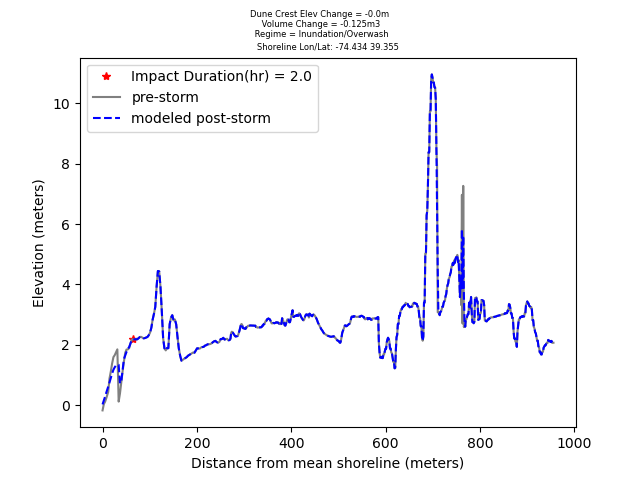 Dune Crest Elev Change = -0.0m
Volume Change = -0.125m3
Regime = Inundation/Overwash
Shoreline Lon/Lat: -74.434 39.355
Impact Duration(hr) = 2.0
pre-storm
modeled post-storm
Elevation (meters)
10
8
6
4
2
0
0 200 400 600 800 1000
Distance from mean shoreline (meters)